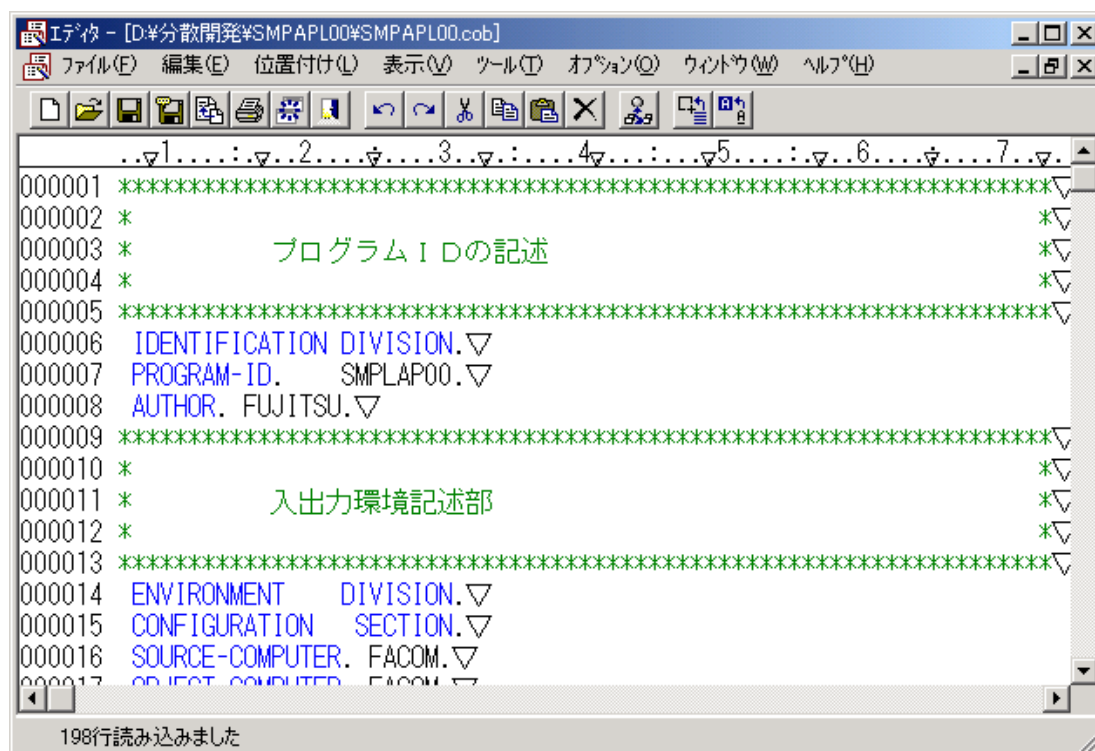 エディタ - [D:¥分散開発¥SMPAPL00¥SMPAPL00.cob]
ファイル(F) 編集(E) 位置付け(L) 表示(V) ツール(T) オプション(O) ウィンドウ(W) ヘルプ(H)
..▽1....:.▽..2....▽....3..▽.:....4▽...:...▽5....:.▽..6....▽....7..▽.
000001 *******************************************************************▽
000002 * *▽
000003 * プログラムIDの記述 *▽
000004 * *▽
000005 *******************************************************************▽
000006 IDENTIFICATION DIVISION.▽
000007 PROGRAM-ID. SMPLAP00.▽
000008 AUTHOR. FUJITSU.▽
000009 *******************************************************************▽
000010 * *▽
000011 * 入出力環境記述部 *▽
000012 * *▽
000013 *******************************************************************▽
000014 ENVIRONMENT DIVISION.▽
000015 CONFIGURATION SECTION.▽
000016 SOURCE-COMPUTER. FACOM.▽
000017 OBJECT-COMPUTER. FACOM.▽
198行読み込みました